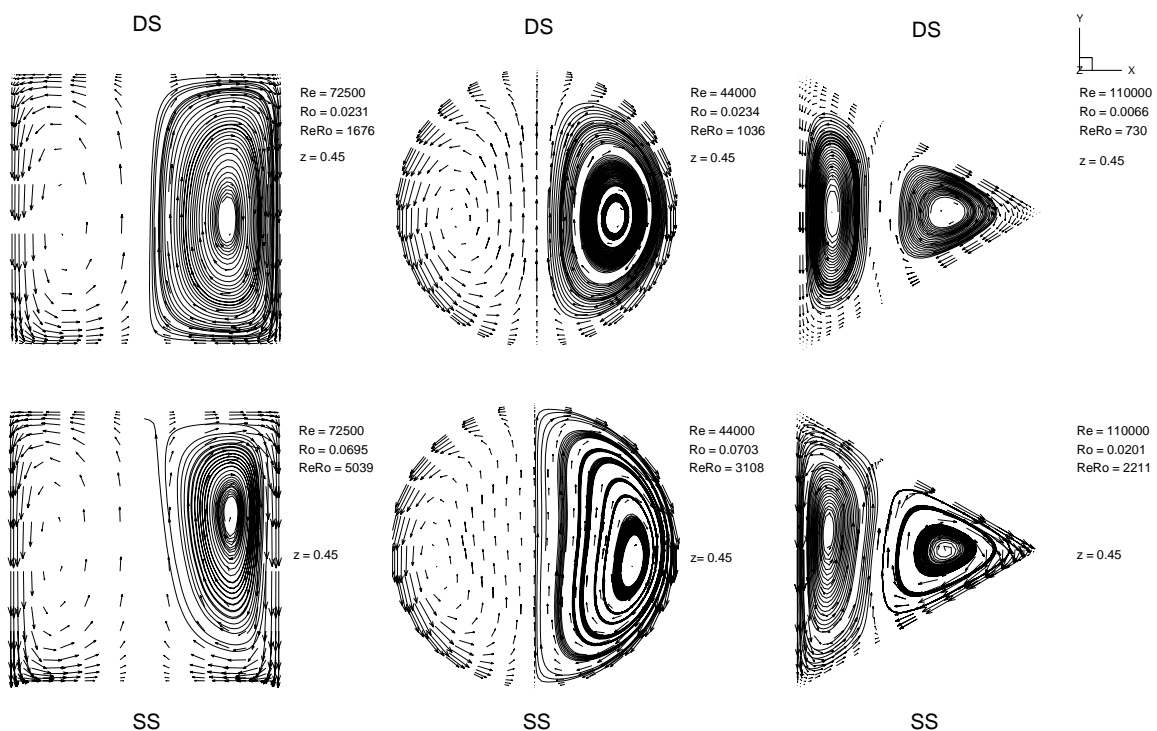 DS
DS
DS
Y
Z
X
Re = 72500
Ro = 0.0231
ReRo = 1676
z = 0.45
Re = 44000
Ro = 0.0234
ReRo = 1036
z = 0.45
Re = 110000
Ro = 0.0066
ReRo = 730
z = 0.45
Re = 72500
Ro = 0.0695
ReRo = 5039
z = 0.45
Re = 44000
Ro = 0.0703
ReRo = 3108
z= 0.45
Re = 110000
Ro = 0.0201
ReRo = 2211
z = 0.45
SS
SS
SS